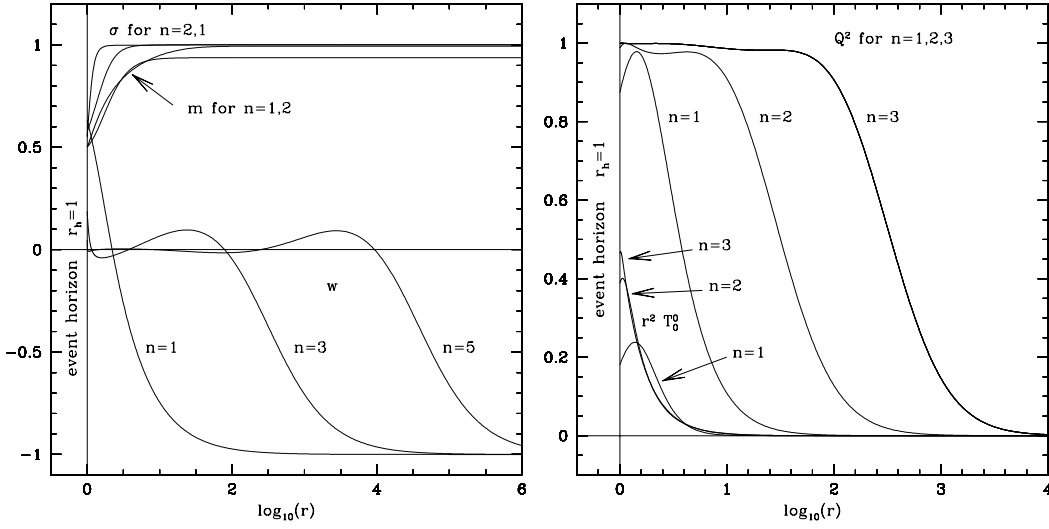 σ for n=2,1
m for n=1,2
w
n=1
n=3
n=5
event horizon r_h=1
1
0.5
0
−0.5
−1
0
2
4
6
log₁₀(r)
Q² for n=1,2,3
n=1
n=2
n=3
n=3
n=2
r² T⁰₀
n=1
event horizon r_h=1
1
0.8
0.6
0.4
0.2
0
0
1
2
3
4
log₁₀(r)